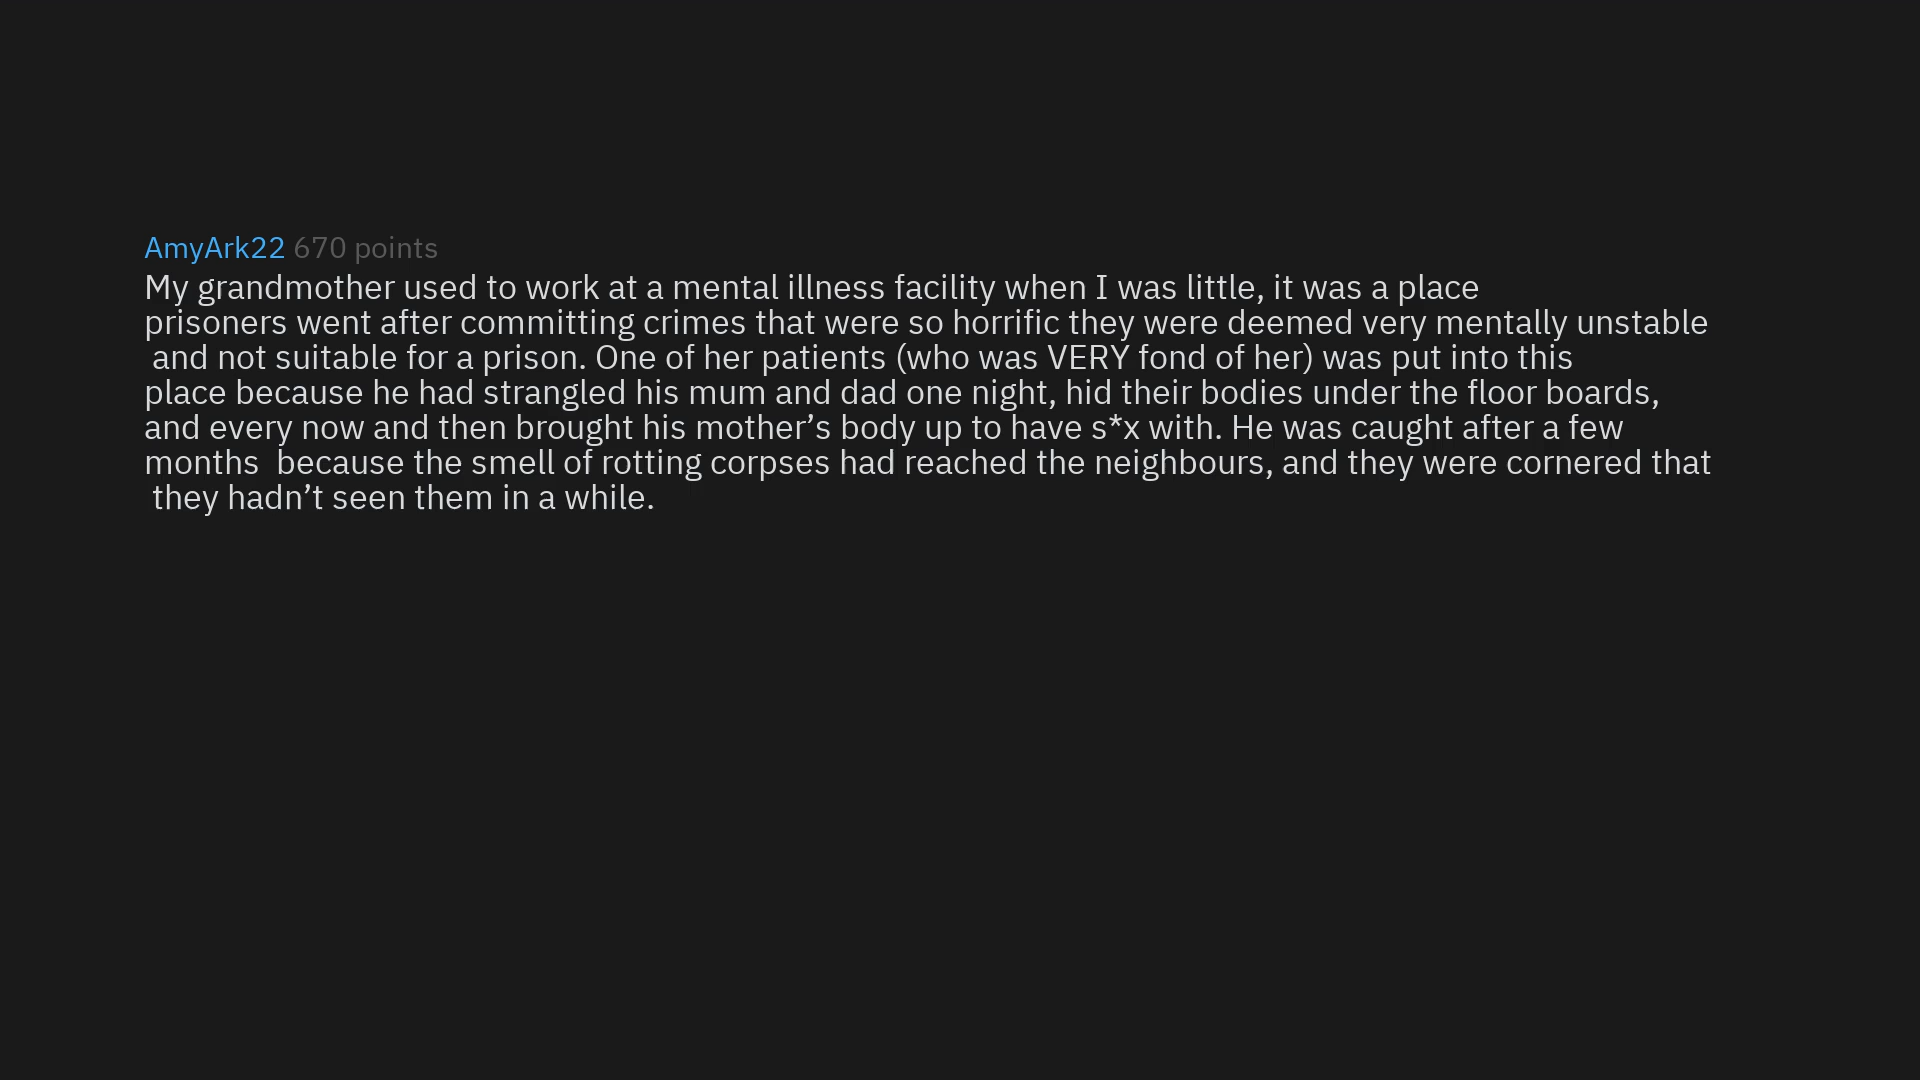 AmyArk22 670 points
My grandmother used to work at a mental illness facility when I was little, it was a place
prisoners went after committing crimes that were so horrific they were deemed very mentally unstable
and not suitable for a prison. One of her patients (who was VERY fond of her) was put into this
place because he had strangled his mum and dad one night, hid their bodies under the floor boards,
and every now and then brought his mother’s body up to have s*x with. He was caught after a few
months  because the smell of rotting corpses had reached the neighbours, and they were cornered that
they hadn’t seen them in a while.